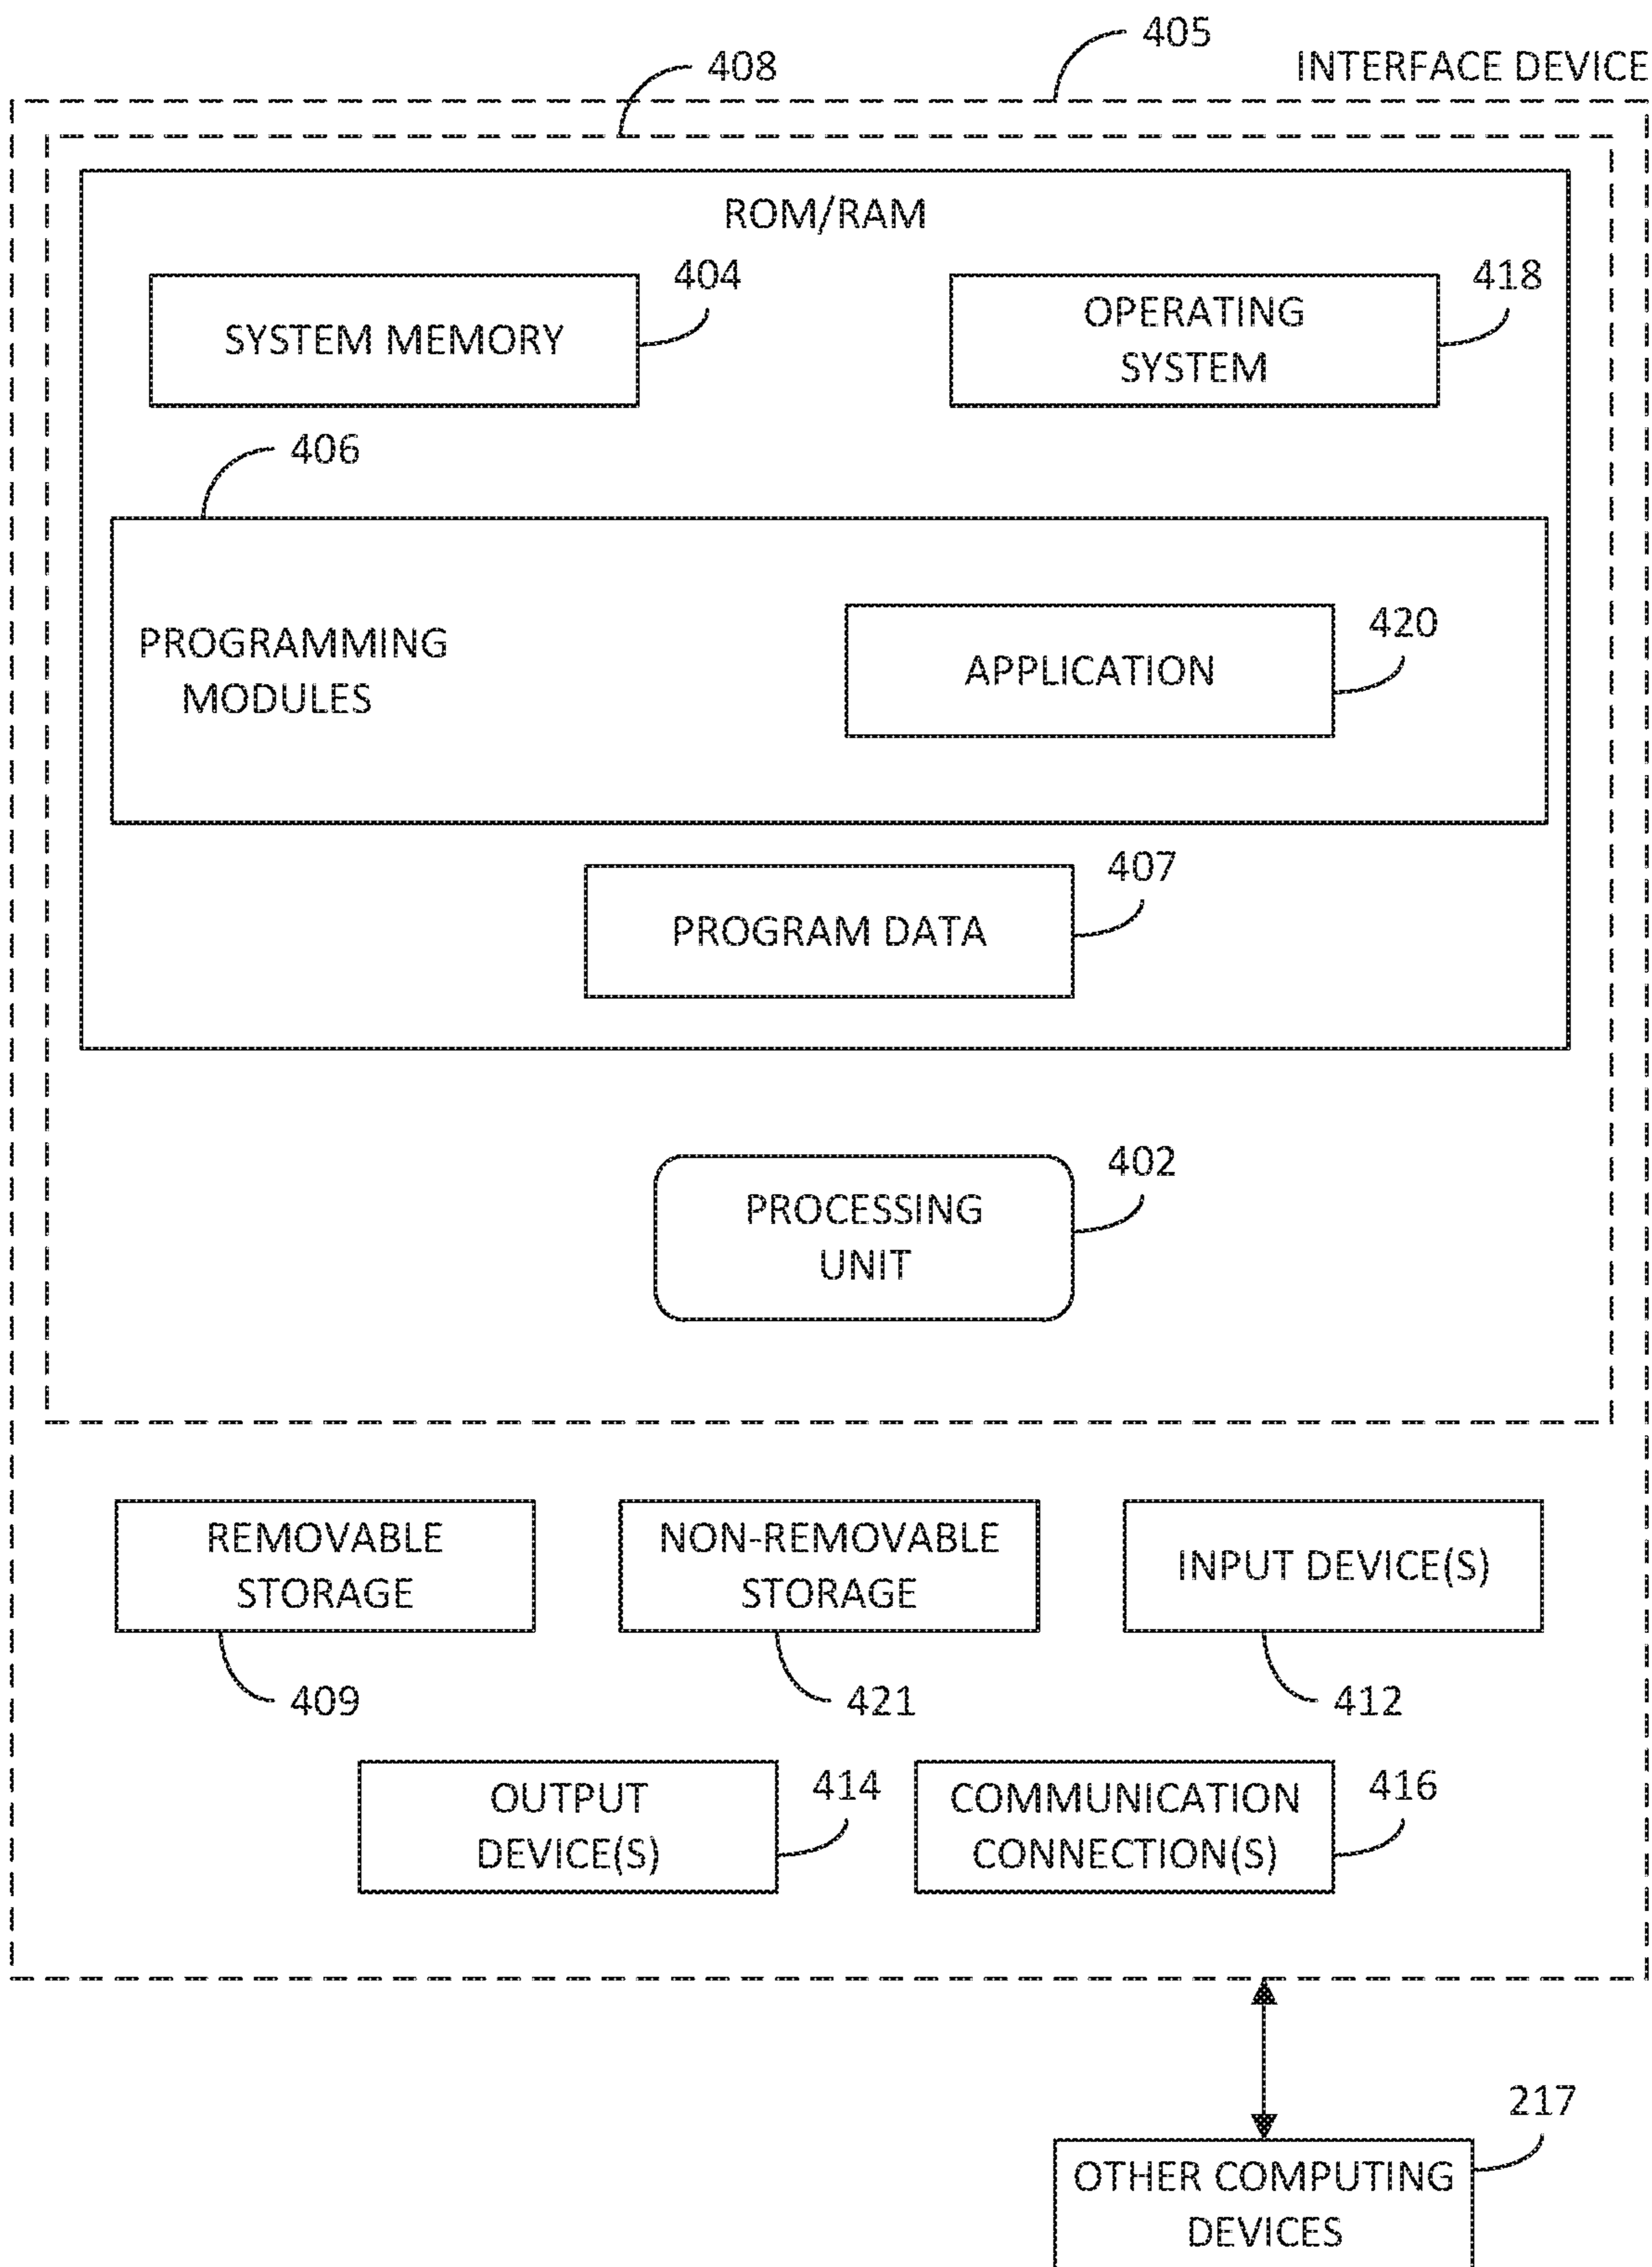 405
INTERFACE DEVICE
408
ROM/RAM
404
418
SYSTEM MEMORY
OPERATING
SYSTEM
406
PROGRAMMING
MODULES
420
APPLICATION
407
PROGRAM DATA
402
PROCESSING
UNIT
REMOVABLE
STORAGE
NON-REMOVABLE
STORAGE
INPUT DEVICE(S)
409
421
412
OUTPUT
DEVICE(S)
414
COMMUNICATION
CONNECTION(S)
416
217
OTHER COMPUTING
DEVICES